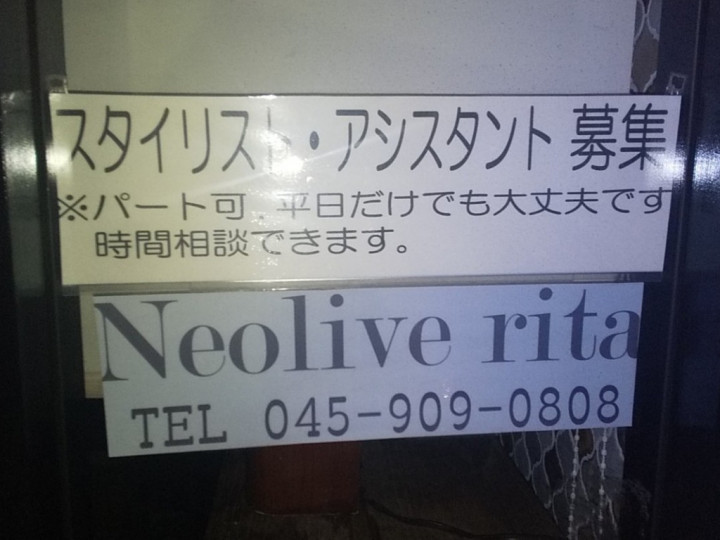 スタイリスト・アシスタント 募集
※パート可. 平日だけでも大丈夫です
時間相談できます。
Neolive rita
TEL 045-909-0808